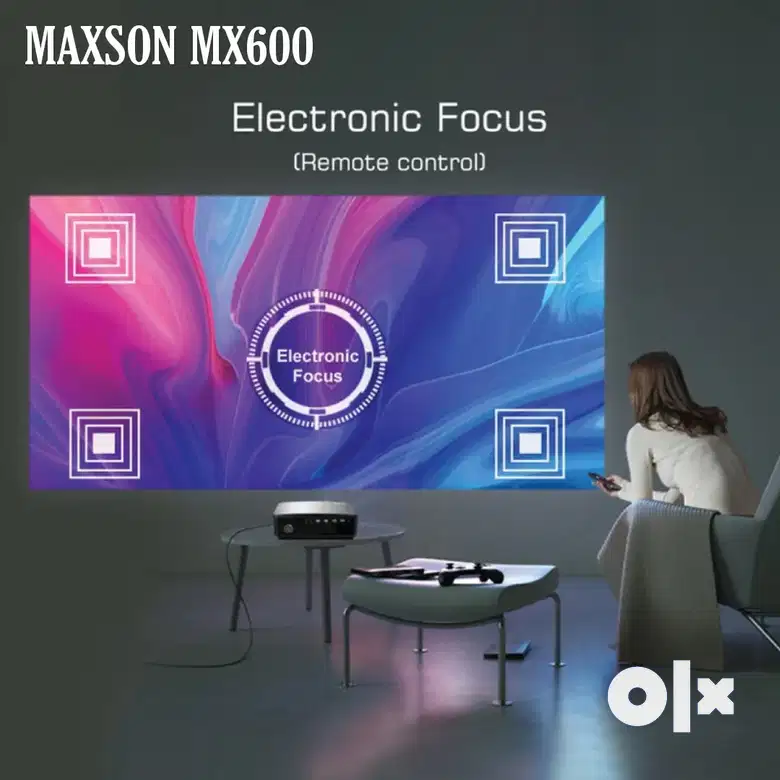 MAXSON MX600
Electronic Focus
(Remote control)
Electronic
Focus
olx